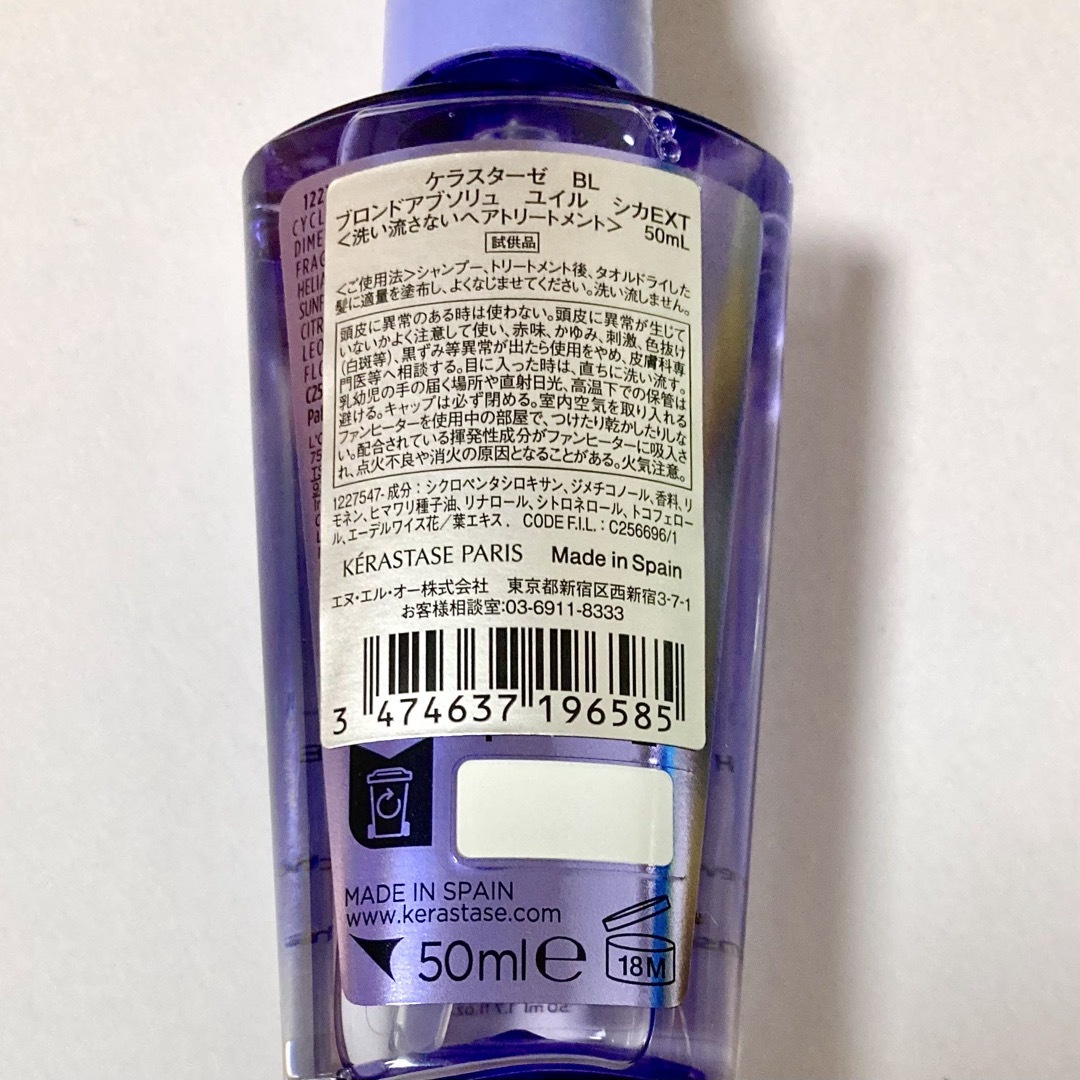 ケラスターゼ BL
ブロンドアブソリュ ユイル シカEXT
<洗い流さないヘアトリートメント> 50mL
試供品
<ご使用法>シャンプー、トリートメント後、タオルドライした
髪に適量を塗布し、よくなじませてください。洗い流しません。
頭皮に異常のある時は使わない。頭皮に異常が生じて
いないかよく注意して使い、赤味、かゆみ、刺激、色抜け
(白斑等)、黒ずみ等異常が出たら使用をやめ、皮膚科専
門医等へ相談する。目に入った時は、直ちに洗い流す。
乳幼児の手の届く場所や直射日光、高温下での保管は
避ける。キャップは必ず閉める。室内空気を取り入れる
ファンヒーターを使用中の部屋で、つけたり乾かしたりしな
い。配合されている揮発性成分がファンヒーターに吸入さ
れ、点火不良や消火の原因となることがある。火気注意。
1227547-成分：シクロペンタシロキサン、ジメチコノール、香料、リ
モネン、ヒマワリ種子油、リナロール、シトロネロール、トコフェロー
ル、エーデルワイス花／葉エキス． CODE F.I.L.：C256696/1
KÉRASTASE PARIS Made in Spain
エヌ・エル・オー株式会社 東京都新宿区西新宿3-7-1
お客様相談室:03-6911-8333
3 474637 196585
MADE IN SPAIN
www.kerastase.com
50ml e
18M